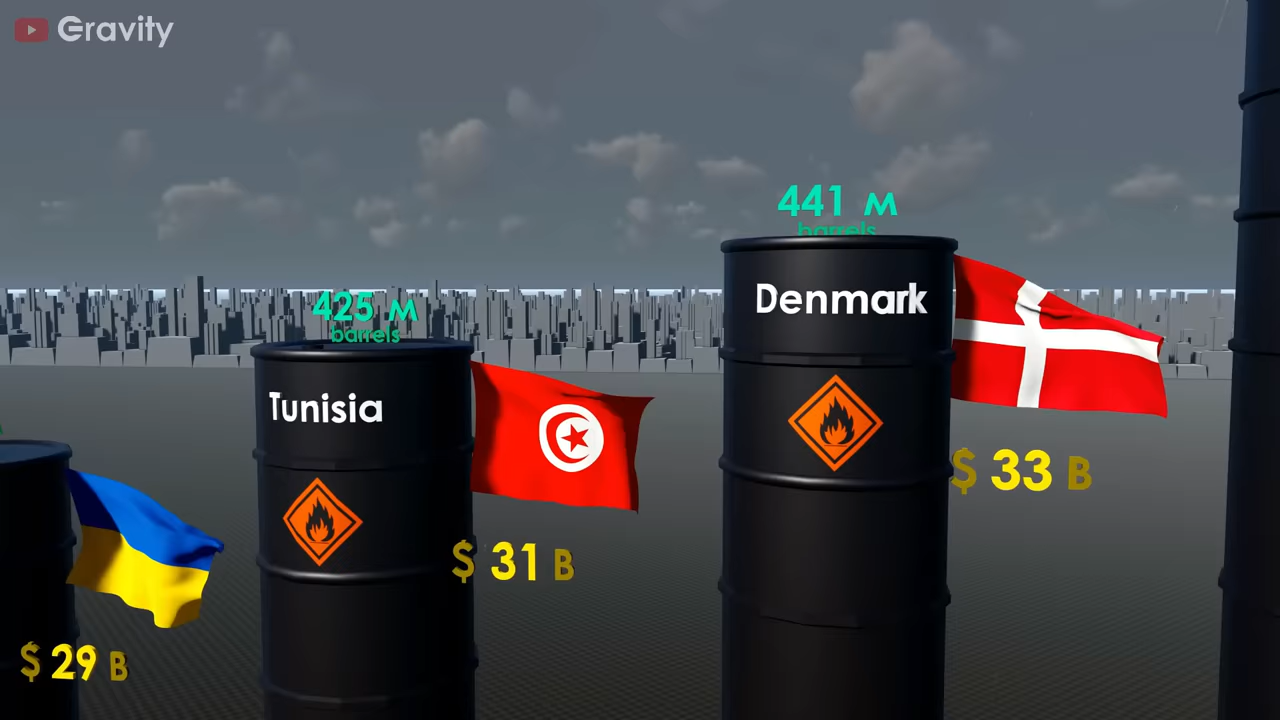 Gravity
441 M
barrels
Denmark
425 M
barrels
Tunisia
$ 33 B
$ 31 B
$ 29 B